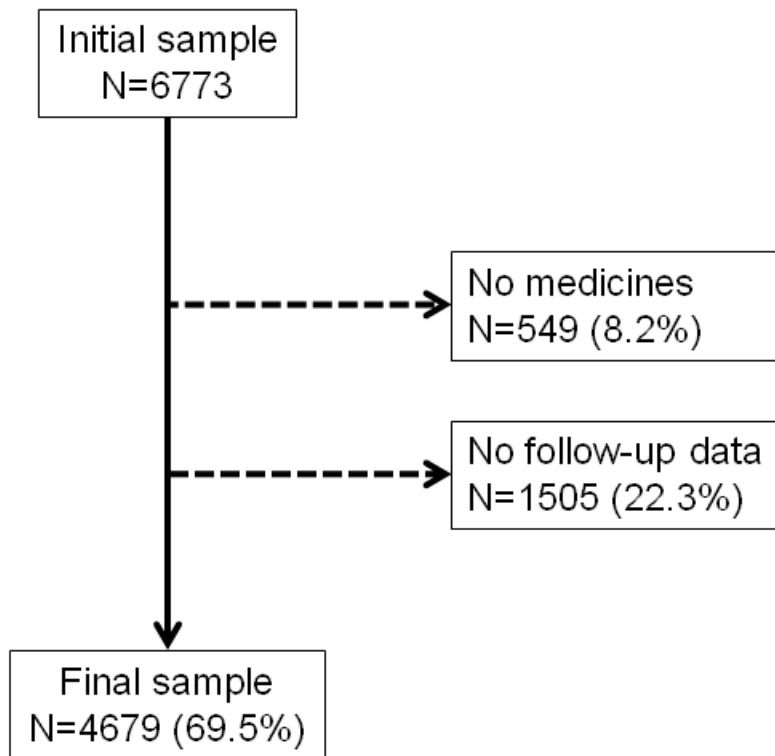 Initial sample
N=6773
No medicines
N=549 (8.2%)
No follow-up data
N=1505 (22.3%)
Final sample
N=4679 (69.5%)